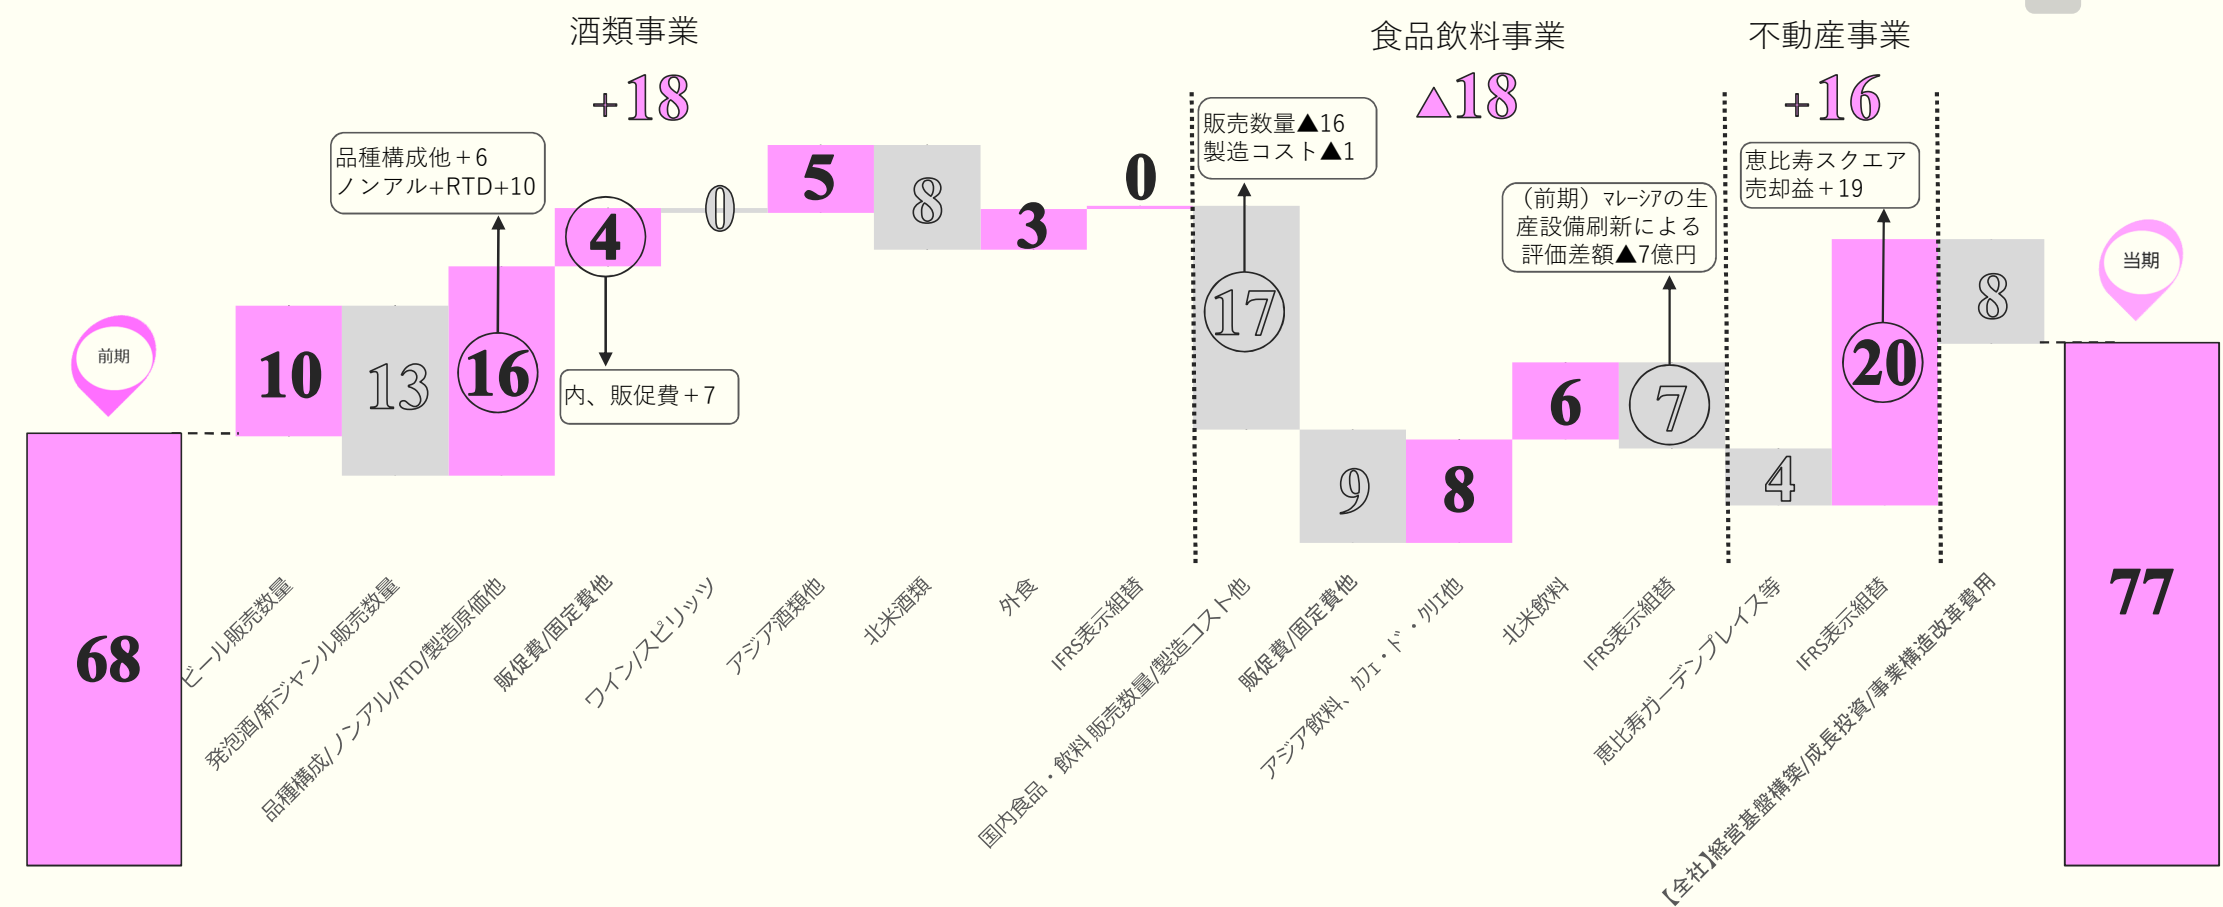 酒類事業
+18
食品飲料事業
▲18
不動産事業
+16
品種構成他＋6
ノンアル+RTD+10
販売数量▲16
製造コスト▲1
（前期）ﾏﾚｰｼｱの生
産設備刷新による
評価差額▲7億円
恵比寿スクエア
売却益＋19
内、販促費＋7
前期
当期
68
10
13
16
4
0
5
8
3
0
17
9
8
6
7
4
20
8
77
ビール販売数量
発泡酒/新ジャンル販売数量
品種構成/ノンアル/RTD/製造原価他
販促費/固定費他
ワイン/スピリッツ
アジア酒類他
北米酒類
外食
IFRS表示組替
国内食品・飲料 販売数量/製造コスト他
販促費/固定費他
アジア飲料、ｶﾌｪ・ﾄﾞ・ｸﾘｴ他
北米飲料
IFRS表示組替
恵比寿ガーデンプレイス等
IFRS表示組替
【全社】経営基盤構築/成長投資/事業構造改革費用